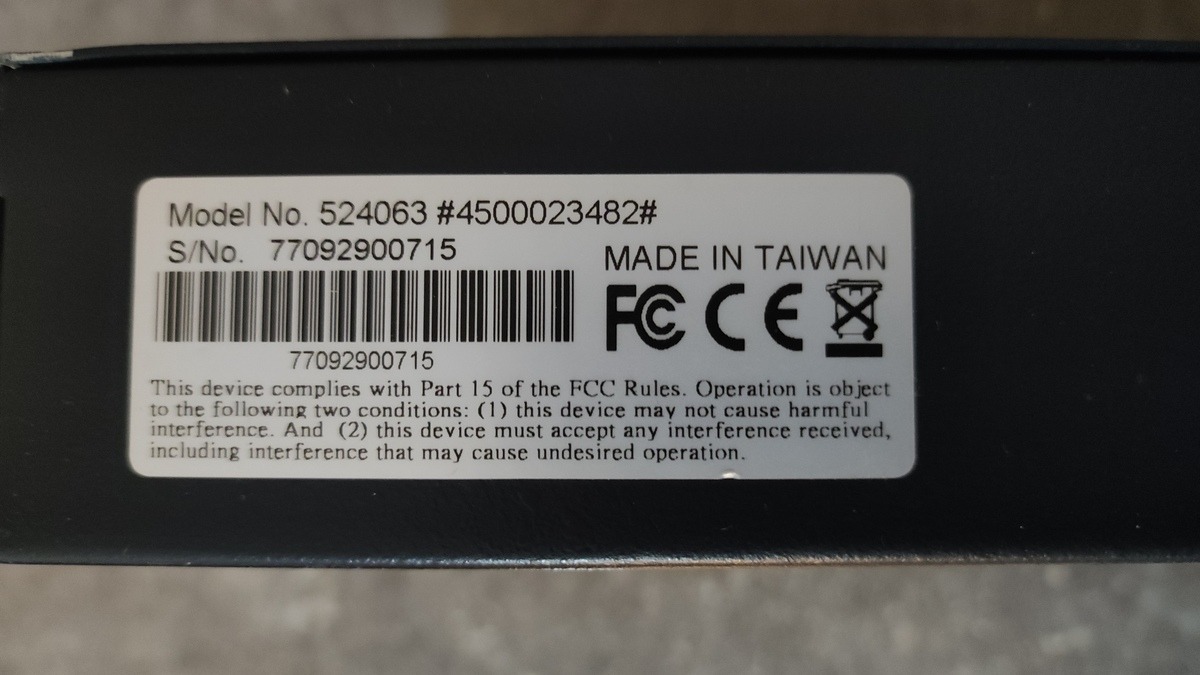 Model No. 524063 #4500023482#
S/No. 77092900715
MADE IN TAIWAN
FC CE
77092900715
This device complies with Part 15 of the FCC Rules. Operation is object
to the following two conditions: (1) this device may not cause harmful
interference. And (2) this device must accept any interference received,
including interference that may cause undesired operation.